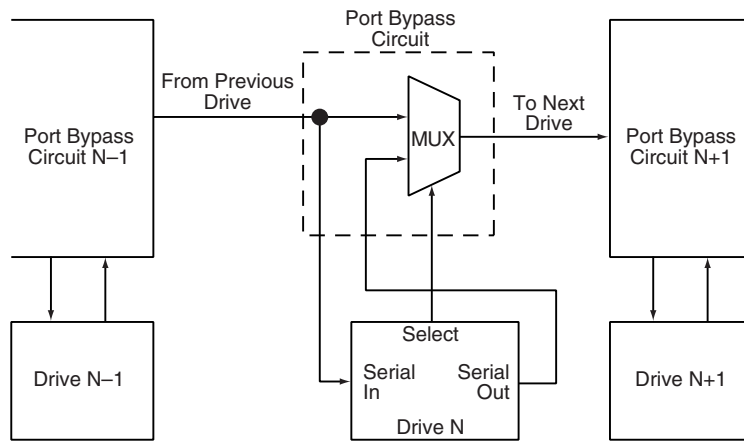 Port Bypass
Circuit
From Previous
Drive
To Next
Drive
Port Bypass
Circuit N–1
MUX
Port Bypass
Circuit N+1
Select
Drive N–1
Serial
In
Serial
Out
Drive N
Drive N+1